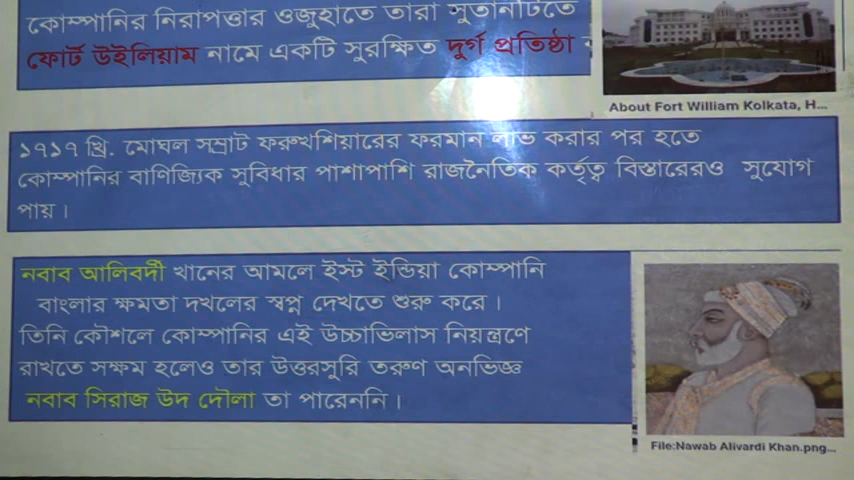 কোম্পানির নিরাপত্তার ওজুহাতে তারা সুতানটিতে
ফোর্ট উইলিয়াম নামে একটি সুরক্ষিত দুর্গ প্রতিষ্ঠা
About Fort William Kolkata, H...
১৭১৭ খ্রি. মোঘল সম্রাট ফররুখশিয়ারের ফরমান লাভ করার পর হতে
কোম্পানির বাণিজ্যিক সুবিধার পাশাপাশি রাজনৈতিক কর্তৃত্ব বিস্তারেরও সুযোগ
পায়।
নবাব আলিবর্দী খানের আমলে ইস্ট ইন্ডিয়া কোম্পানি
বাংলার ক্ষমতা দখলের স্বপ্ন দেখতে শুরু করে।
তিনি কৌশলে কোম্পানির এই উচ্চাভিলাস নিয়ন্ত্রণে
রাখতে সক্ষম হলেও তার উত্তরসুরি তরুণ অনভিজ্ঞ
নবাব সিরাজ উদ দৌলা তা পারেননি।
File:Nawab Alivardi Khan.png...